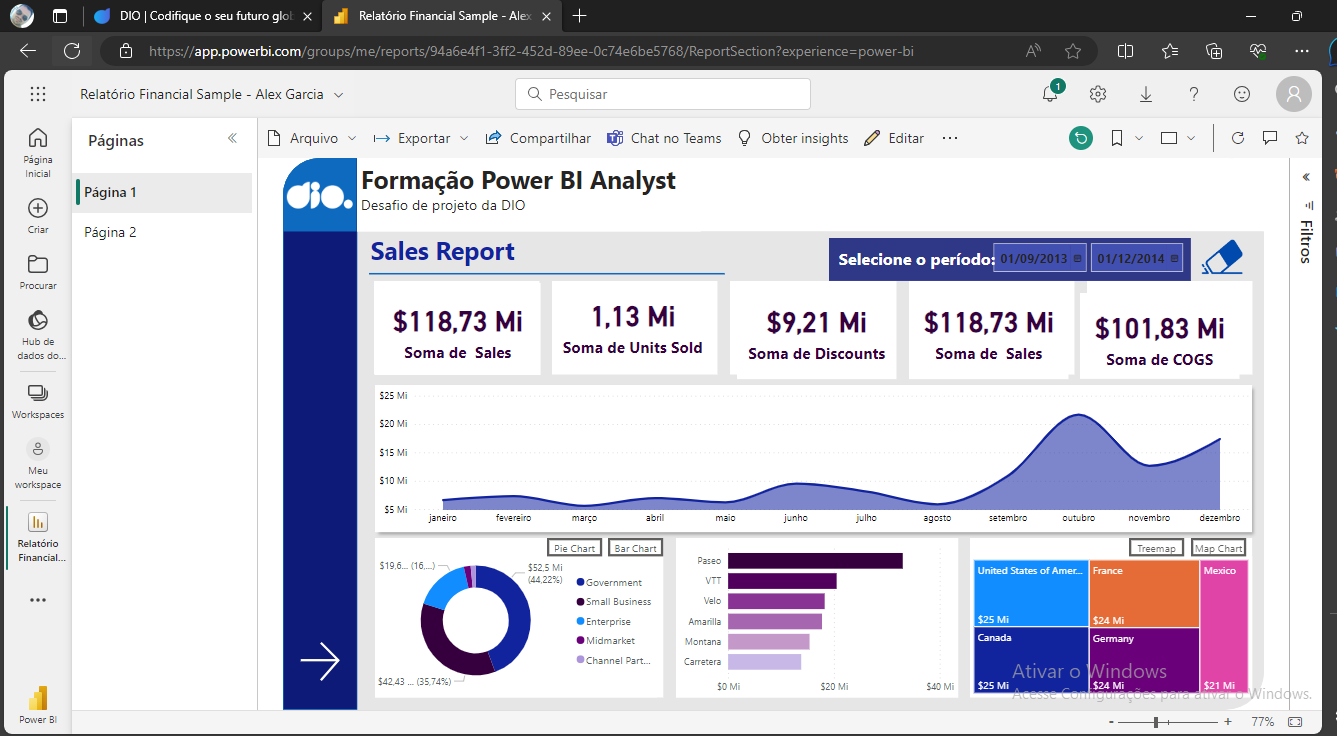 DIO | Codifique o seu futuro glob
Relatório Financial Sample - Alex
https://app.powerbi.com/groups/me/reports/94a6e4f1-3ff2-452d-89ee-0c74e6be5768/ReportSection?experience=power-bi
Relatório Financial Sample - Alex Garcia
Pesquisar
1
Página
Inicial
Criar
Procurar
Hub de
dados do...
Workspaces
Meu
workspace
Relatório
Financial...
Power BI
Páginas
Página 1
Página 2
Arquivo
Exportar
Compartilhar
Chat no Teams
Obter insights
Editar
Filtros
dio.
Formação Power BI Analyst
Desafio de projeto da DIO
Sales Report
Selecione o período:
01/09/2013
01/12/2014
$118,73 Mi
Soma de Sales
1,13 Mi
Soma de Units Sold
$9,21 Mi
Soma de Discounts
$118,73 Mi
Soma de Sales
$101,83 Mi
Soma de COGS
$25 Mi
$20 Mi
$15 Mi
$10 Mi
$5 Mi
janeiro fevereiro março abril maio junho julho agosto setembro outubro novembro dezembro
Pie Chart
Bar Chart
$19,6... (16,...)
$52,5 Mi
(44,22%)
$42,43 ... (35,74%)
Government
Small Business
Enterprise
Midmarket
Channel Part...
Paseo
VTT
Velo
Amarilla
Montana
Carretera
$0 Mi $20 Mi $40 Mi
Treemap
Map Chart
United States of Amer...
$25 Mi
France
$24 Mi
Mexico
$21 Mi
Canada
$25 Mi
Germany
$24 Mi
Ativar o Windows
Acesse Configurações para ativar o Windows.
- + 77%